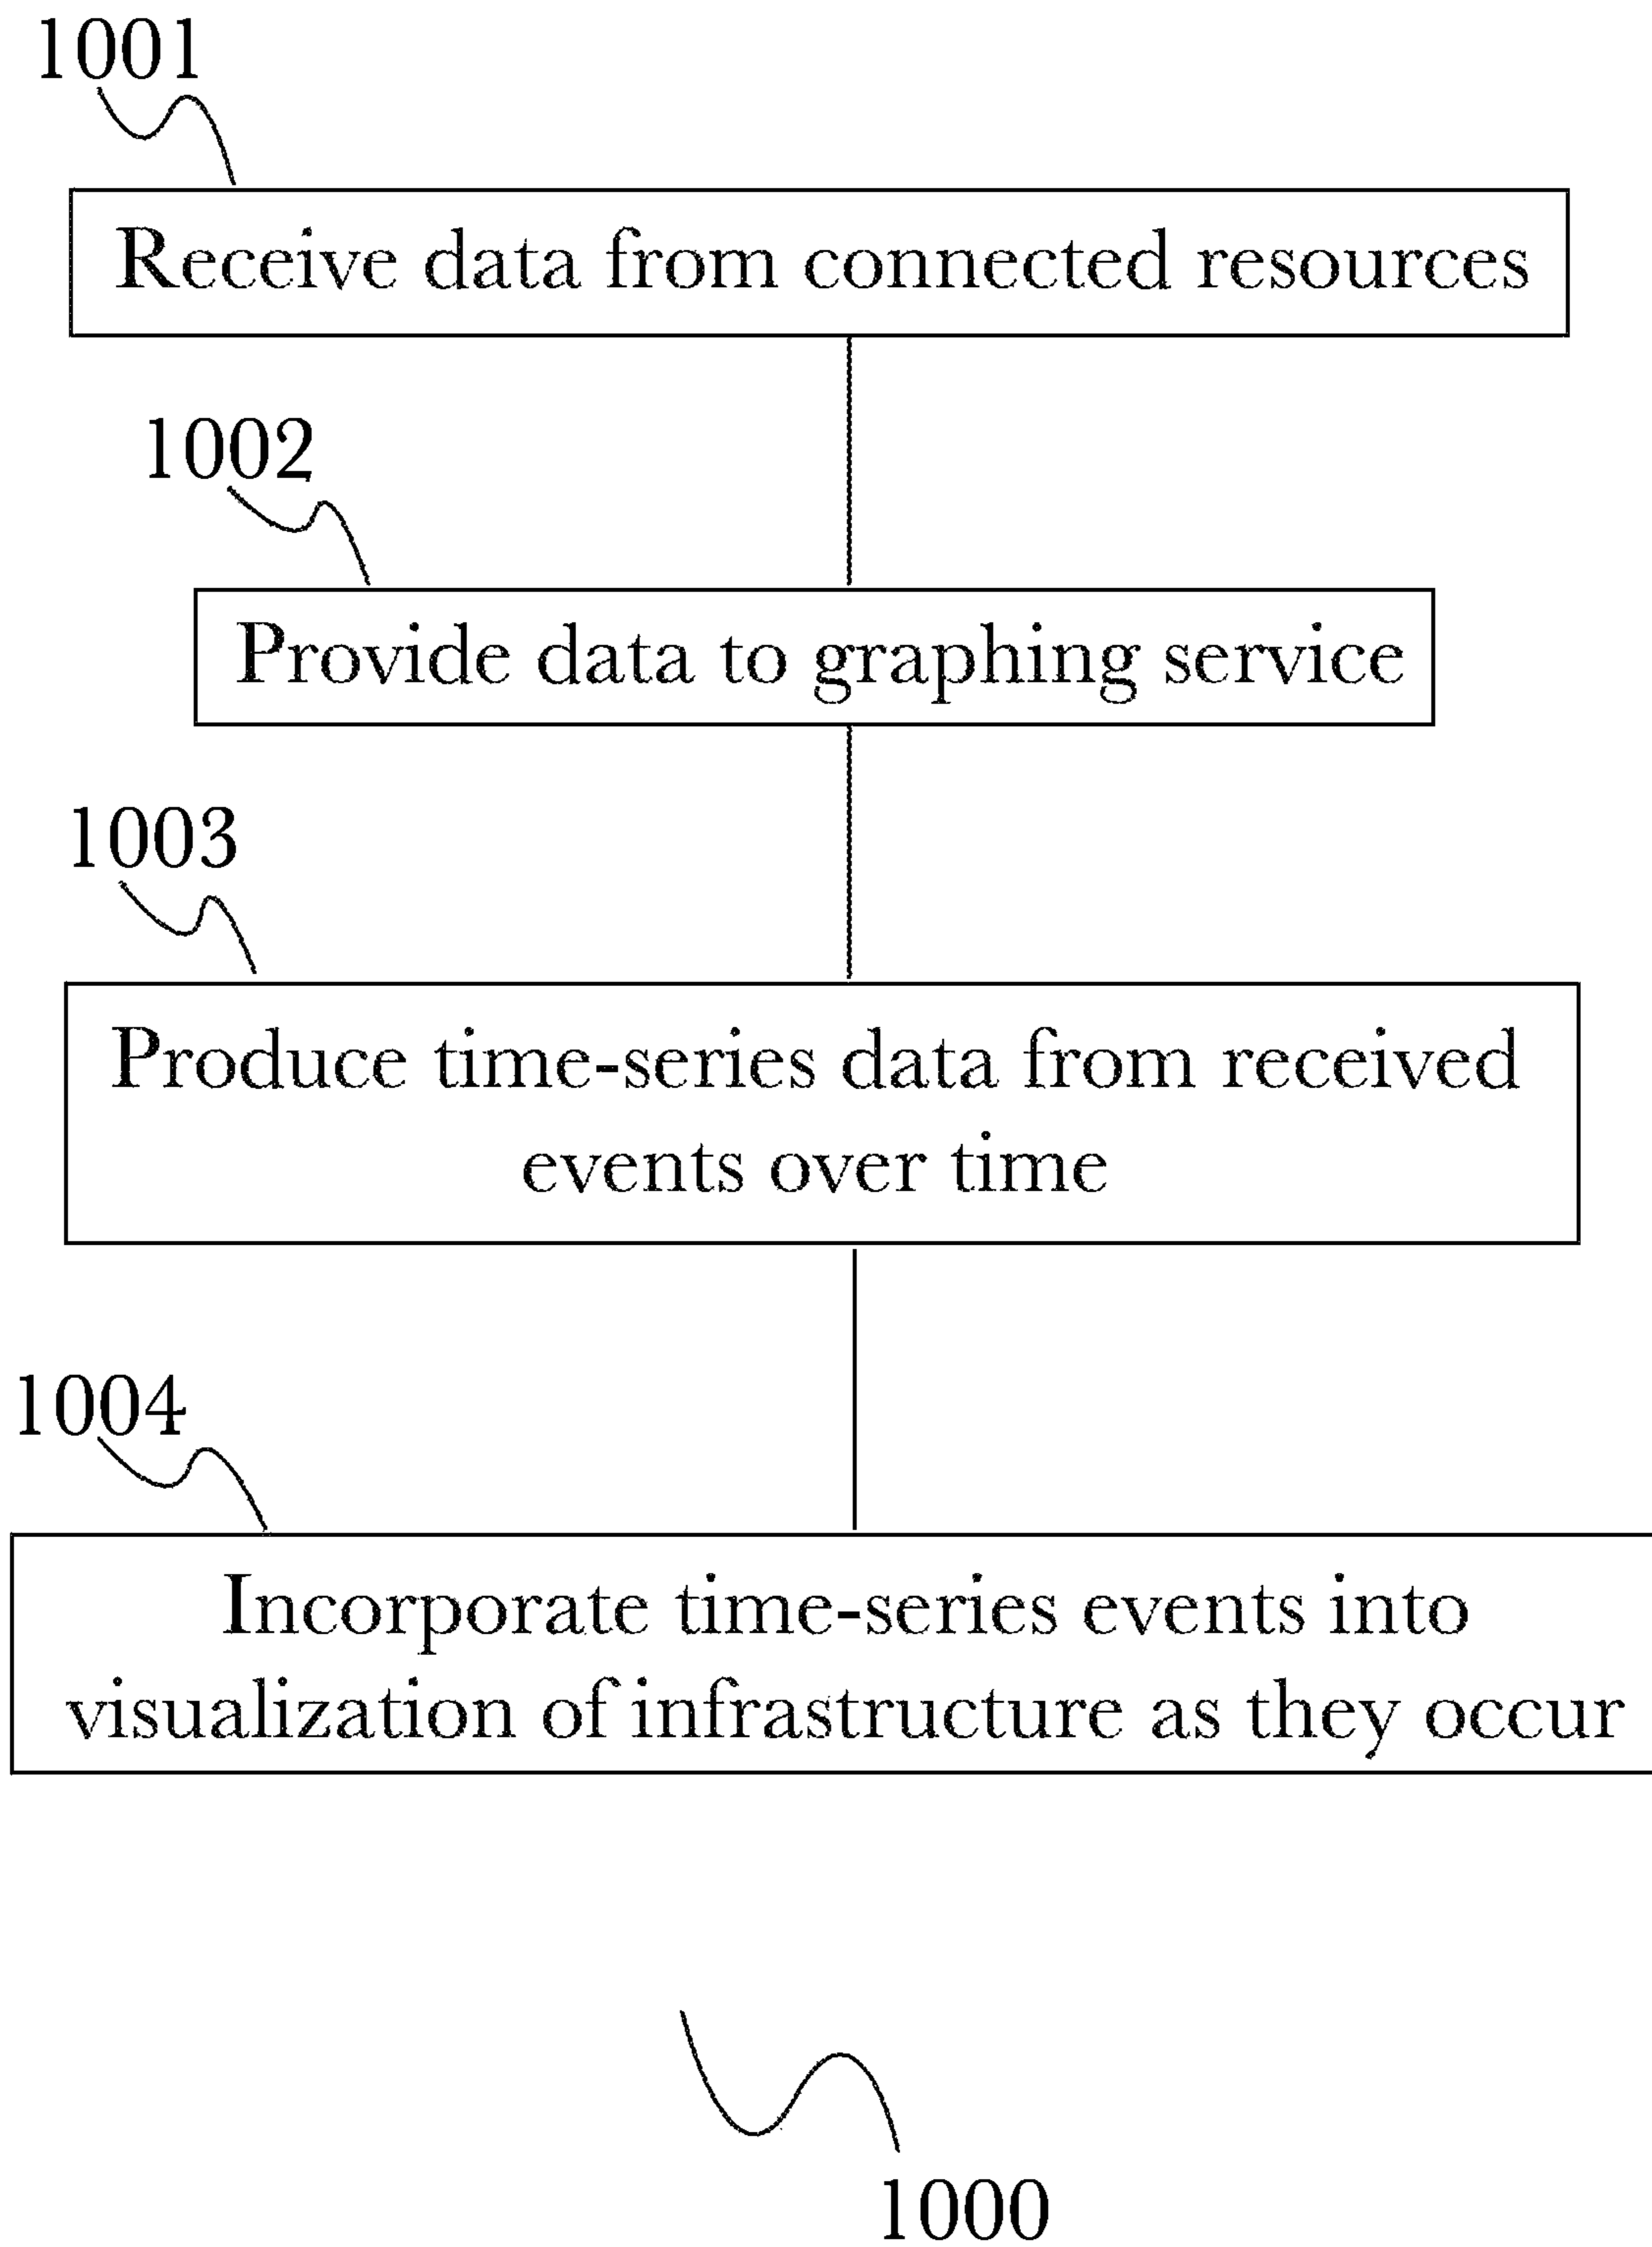 1001
Receive data from connected resources
1002
Provide data to graphing service
1003
Produce time-series data from received
events over time
1004
Incorporate time-series events into
visualization of infrastructure as they occur
1000